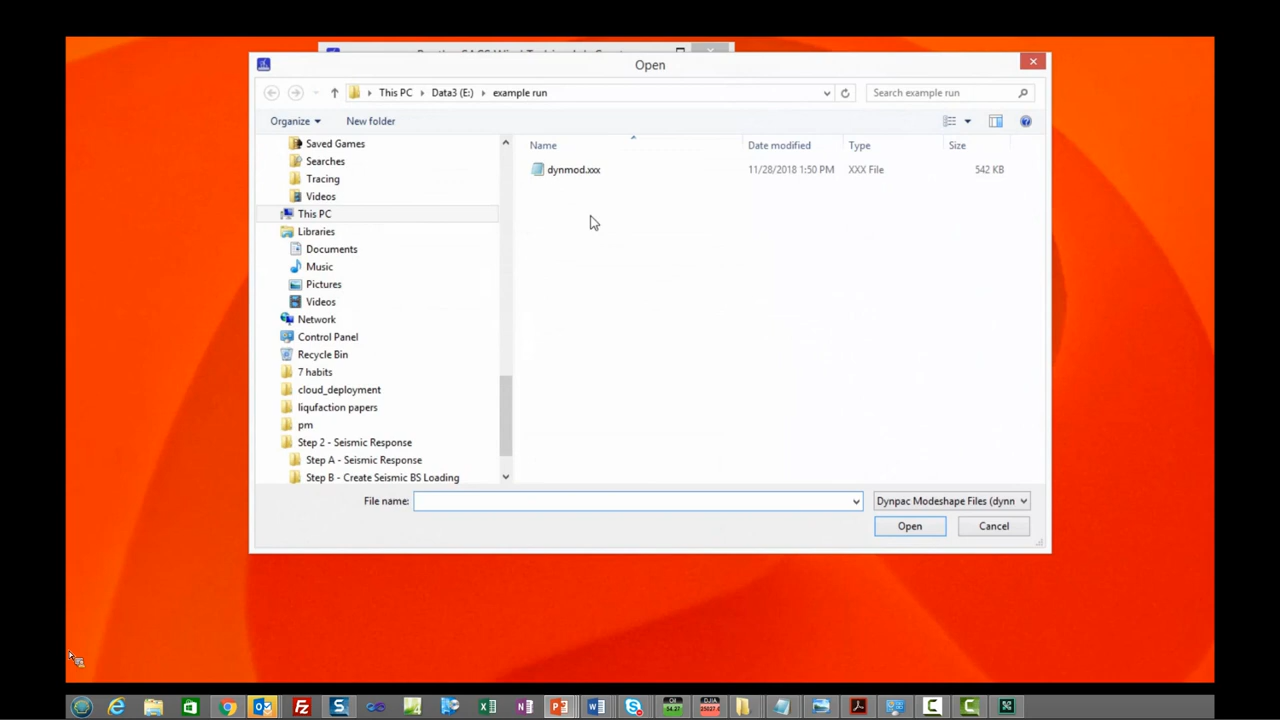 Open
This PC
Data3 (E:)
example run
Search example run
Organize
New folder
Saved Games
Searches
Tracing
Videos
This PC
Libraries
Documents
Music
Pictures
Videos
Network
Control Panel
Recycle Bin
7 habits
cloud_deployment
liqufaction papers
pm
Step 2 - Seismic Response
Step A - Seismic Response
Step B - Create Seismic BS Loading
Name Date modified Type Size
dynmod.xxx 11/28/2018 1:50 PM XXX File 542 KB
File name:
Dynpac Modeshape Files (dynn
Open
Cancel